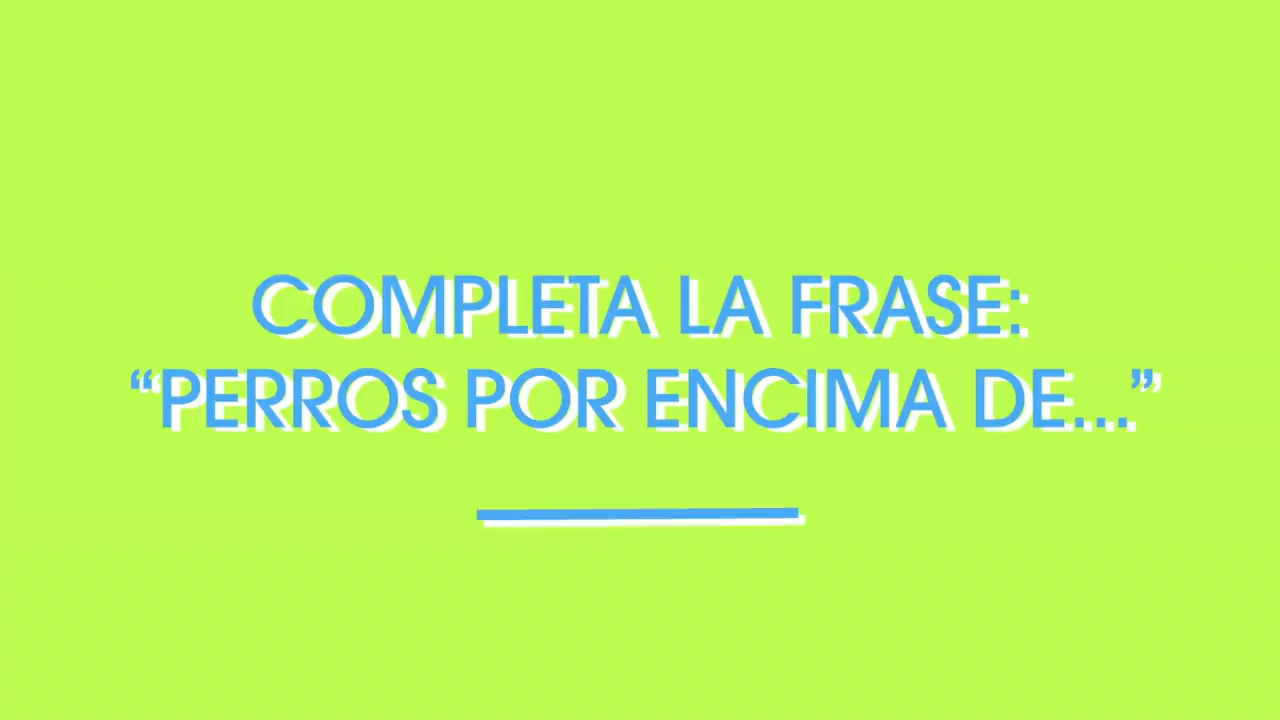 COMPLETA LA FRASE:
“PERROS POR ENCIMA DE...”